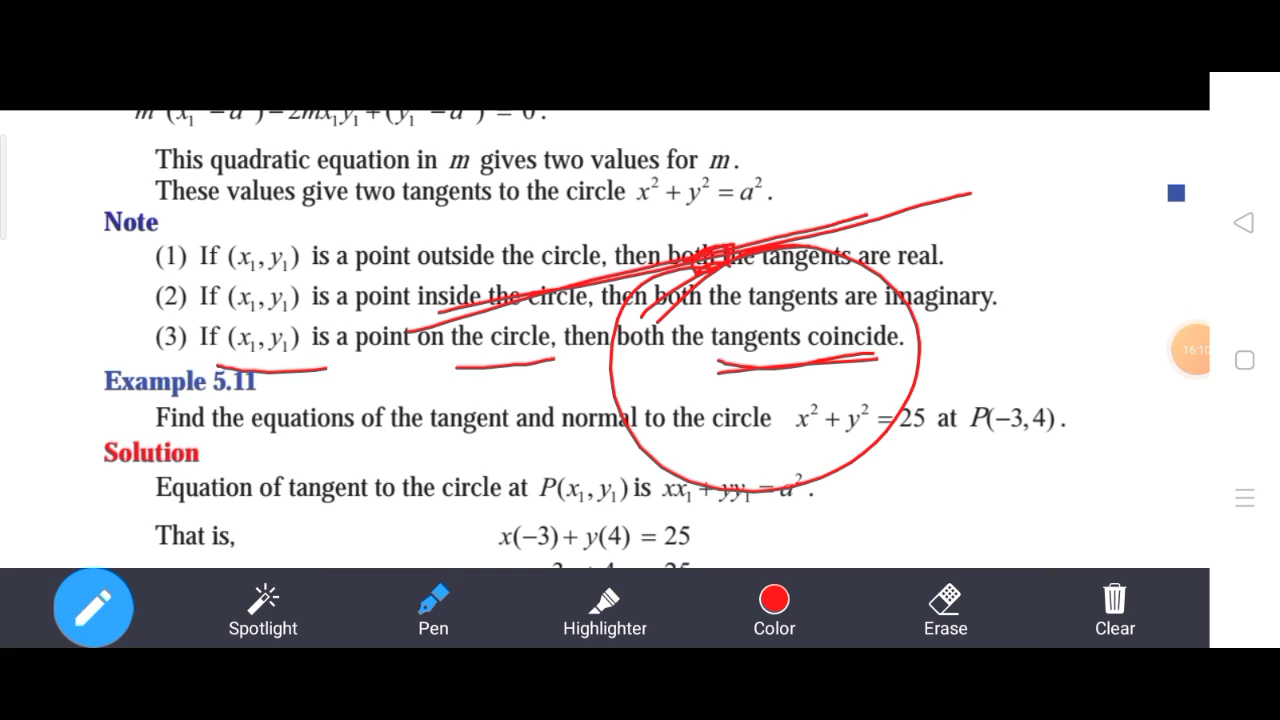 This quadratic equation in m gives two values for m.
These values give two tangents to the circle x² + y² = a².
Note
(1) If (x₁, y₁) is a point outside the circle, then both the tangents are real.
(2) If (x₁, y₁) is a point inside the circle, then both the tangents are imaginary.
(3) If (x₁, y₁) is a point on the circle, then both the tangents coincide.
16:10
Example 5.11
Find the equations of the tangent and normal to the circle x² + y² = 25 at P(−3, 4).
Solution
Equation of tangent to the circle at P(x₁, y₁) is xx₁ + yy₁ = a².
That is, x(−3) + y(4) = 25
Spotlight Pen Highlighter Color Erase Clear